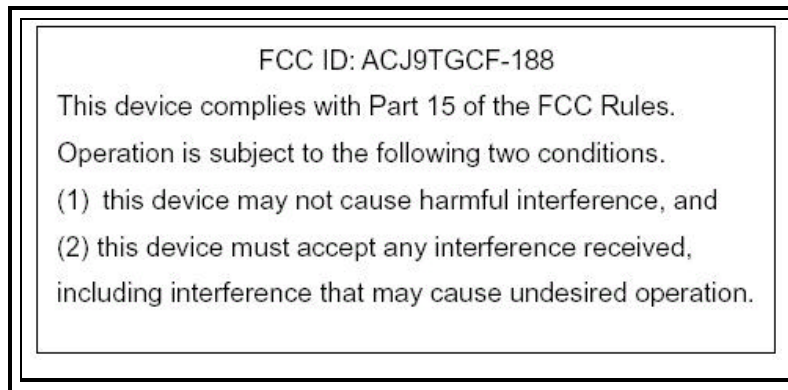 FCC ID: ACJ9TGCF-188
This device complies with Part 15 of the FCC Rules.
Operation is subject to the following two conditions.
(1) this device may not cause harmful interference, and
(2) this device must accept any interference received,
including interference that may cause undesired operation.